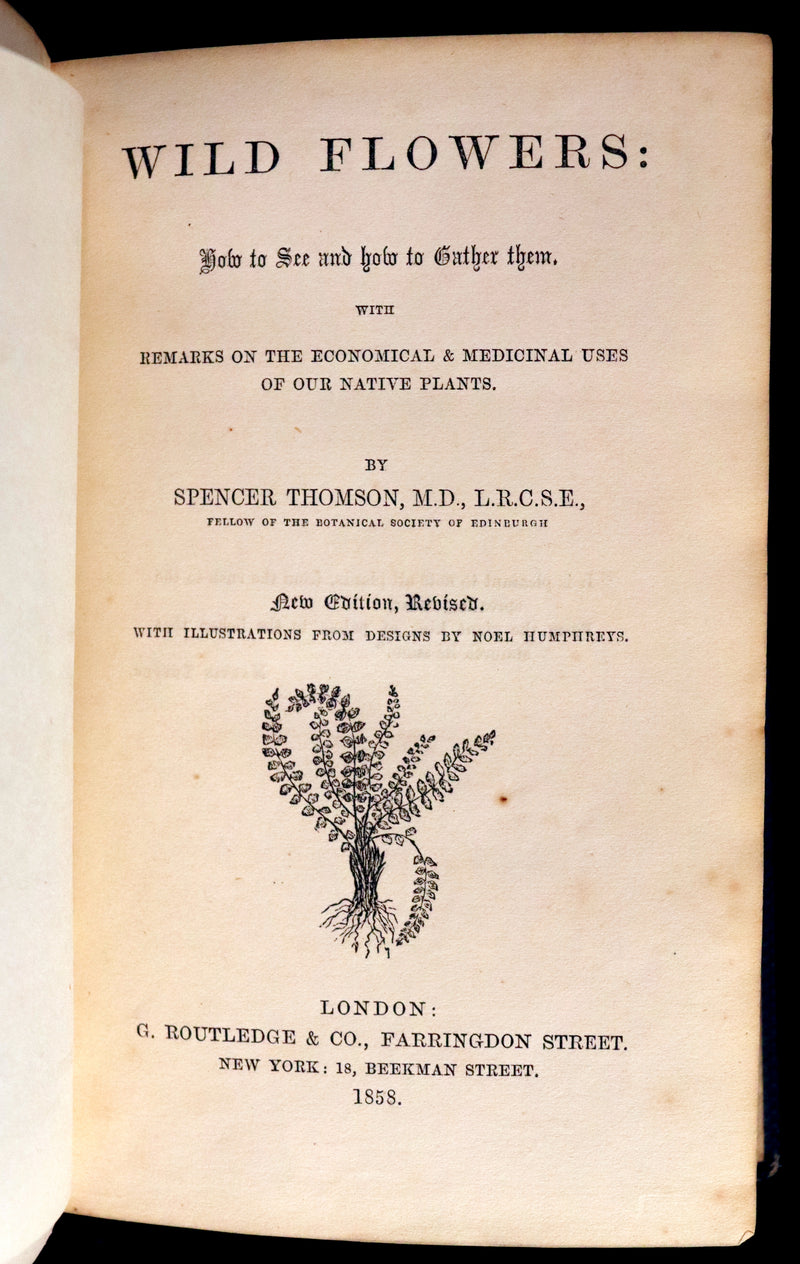 WILD FLOWERS:
How to See and how to Gather them.
WITH
REMARKS ON THE ECONOMICAL & MEDICINAL USES
OF OUR NATIVE PLANTS.
BY
SPENCER THOMSON, M.D., L.R.C.S.E.,
FELLOW OF THE BOTANICAL SOCIETY OF EDINBURGH
New Edition, Revised.
WITH ILLUSTRATIONS FROM DESIGNS BY NOEL HUMPHREYS.
LONDON:
G. ROUTLEDGE & CO., FARRINGDON STREET.
NEW YORK: 18, BEEKMAN STREET.
1858.